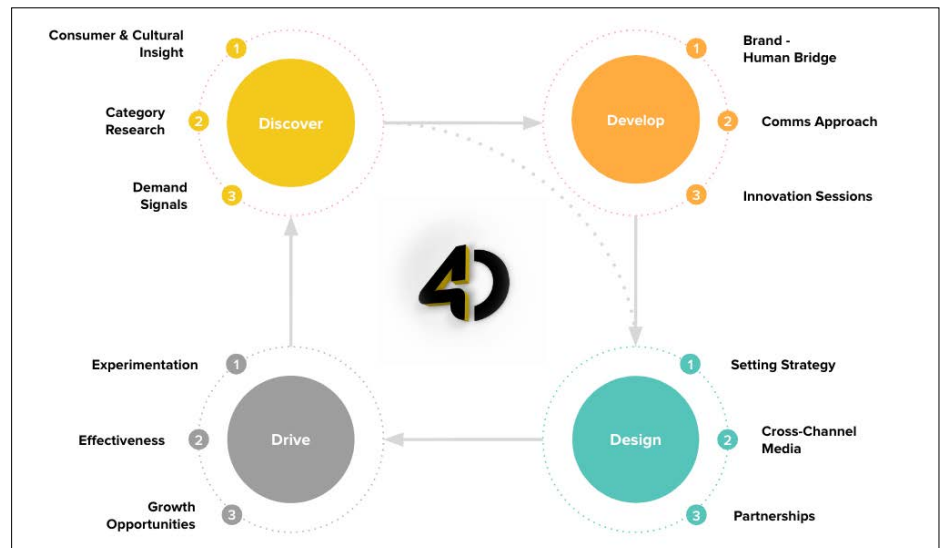 Consumer & Cultural
Insight
1
Category
Research
2
Discover
Demand
Signals
3
1
Brand -
Human Bridge
Develop
2
Comms Approach
3
Innovation Sessions
4D
Experimentation
1
Effectiveness
2
Drive
Growth
Opportunities
3
1
Setting Strategy
Design
2
Cross-Channel
Media
3
Partnerships